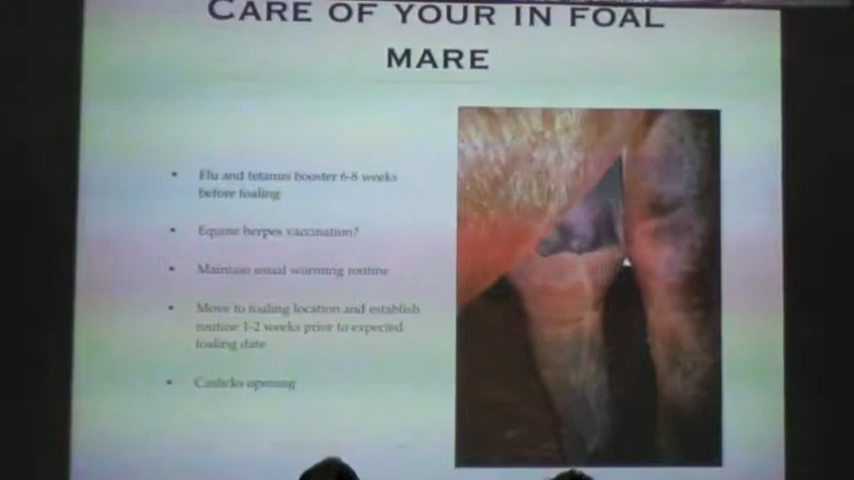 CARE OF YOUR IN FOAL
MARE
• Flu and tetanus booster 6-8 weeks
before foaling
• Equine herpes vaccination?
• Maintain usual worming routine
• Move to foaling location and establish
routine 1-2 weeks prior to expected
foaling date
• Caslicks opening